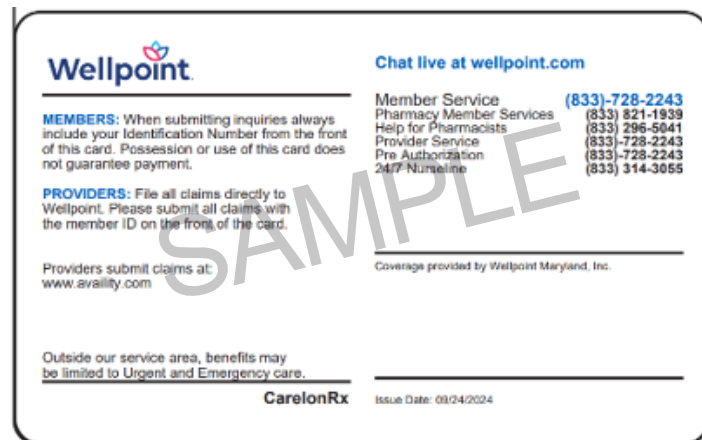 Wellpoint
MEMBERS: When submitting inquiries always
include your Identification Number from the front
of this card. Possession or use of this card does
not guarantee payment.
PROVIDERS: File all claims directly to
Wellpoint. Please submit all claims with
the member ID on the front of the card.
Providers submit claims at:
www.availity.com
Outside our service area, benefits may
be limited to Urgent and Emergency care.
CarelonRx
Chat live at wellpoint.com
Member Service (833)-728-2243
Pharmacy Member Services (833) 821-1939
Help for Pharmacists (833) 296-5041
Provider Service (833)-728-2243
Pre Authorization (833)-728-2243
24/7 Nurseline (833) 314-3055
SAMPLE
Coverage provided by Wellpoint Maryland, Inc.
Issue Date: 09/24/2024